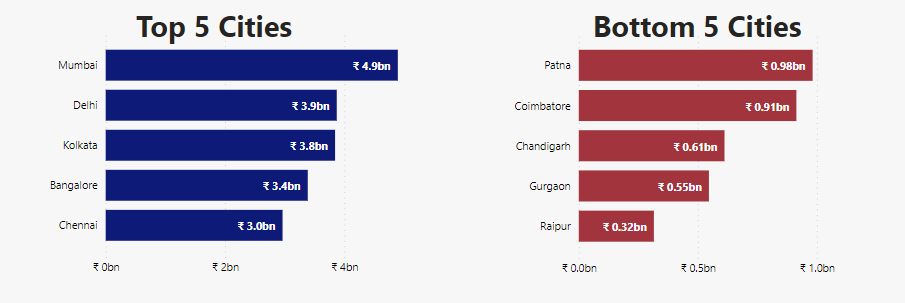 Top 5 Cities
Mumbai ₹ 4.9bn
Delhi ₹ 3.9bn
Kolkata ₹ 3.8bn
Bangalore ₹ 3.4bn
Chennai ₹ 3.0bn
₹ 0bn ₹ 2bn ₹ 4bn
Bottom 5 Cities
Patna ₹ 0.98bn
Coimbatore ₹ 0.91bn
Chandigarh ₹ 0.61bn
Gurgaon ₹ 0.55bn
Raipur ₹ 0.32bn
₹ 0.0bn ₹ 0.5bn ₹ 1.0bn